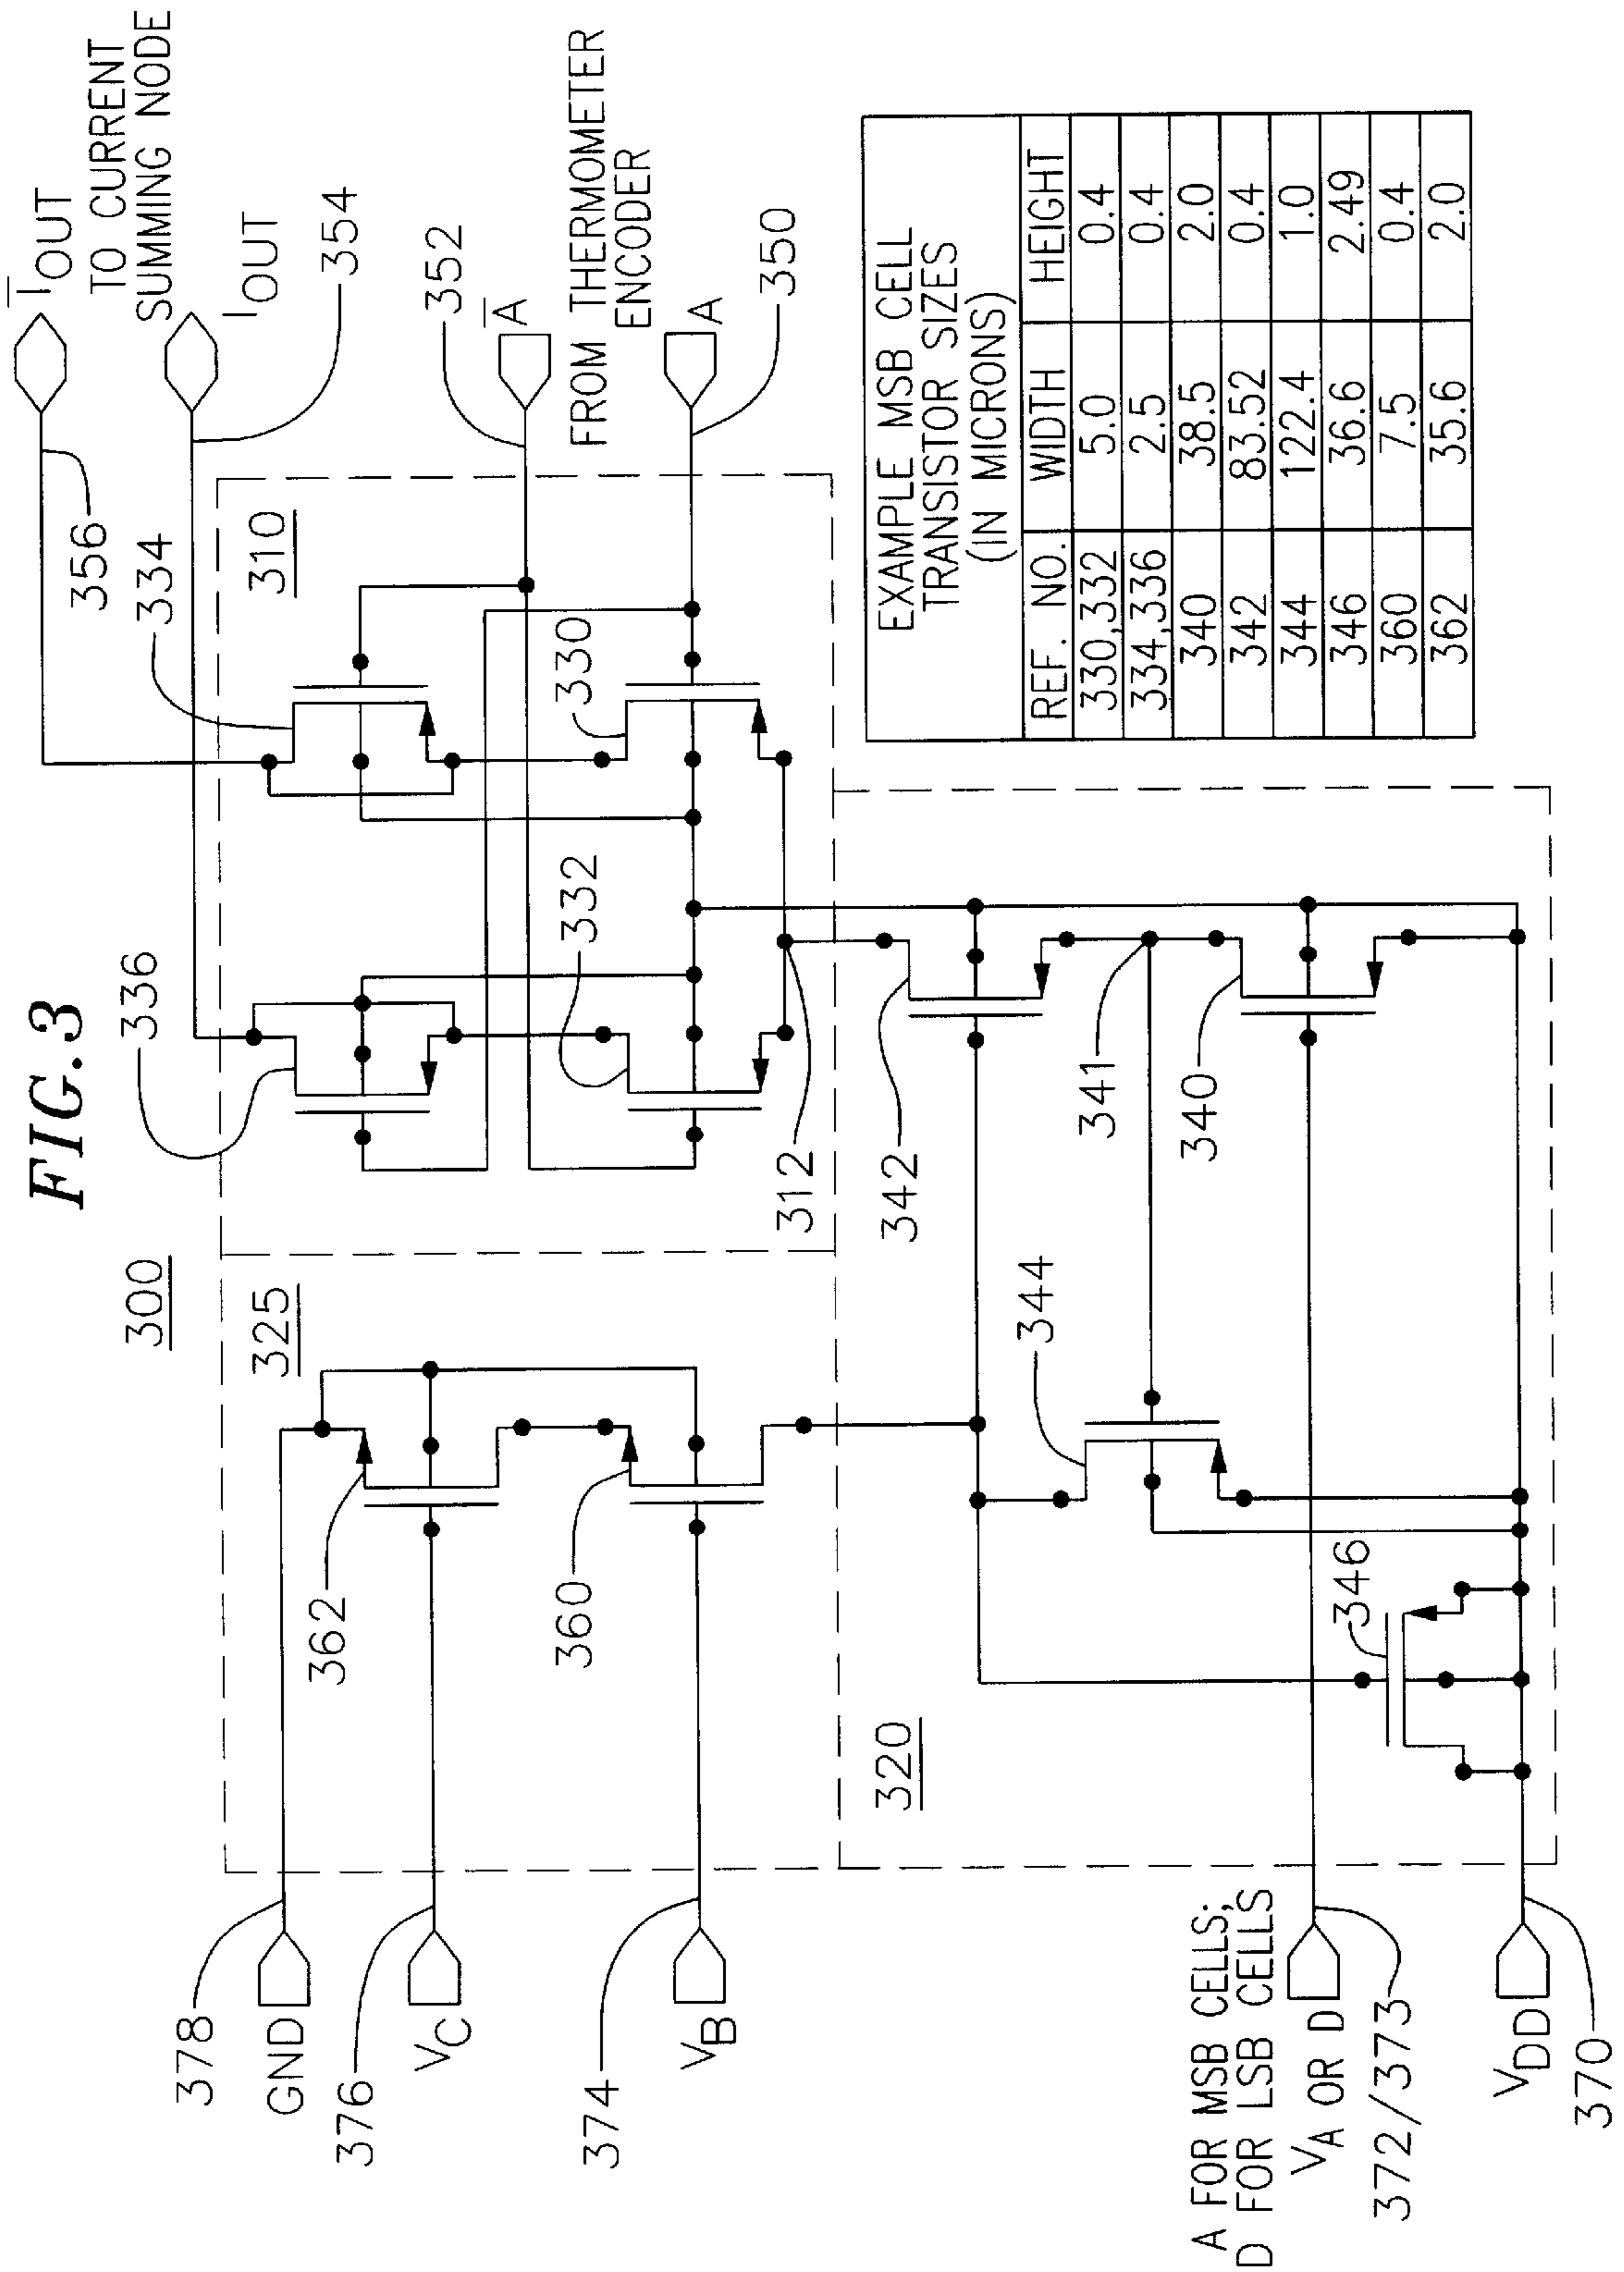 FIG.3
300
325
310
320
336
334
356
332
330
312
342
341
340
344
346
362
360
354
352
350
I̅OUT
TO CURRENT
SUMMING NODE
IOUT
A̅
FROM THERMOMETER
ENCODER
A
378
GND
376
VC
374
VB
A FOR MSB CELLS;
D FOR LSB CELLS
VA OR D
372/373
VDD
370
EXAMPLE MSB CELL
TRANSISTOR SIZES
(IN MICRONS)
REF. NO. WIDTH HEIGHT
330,332 5.0 0.4
334,336 2.5 0.4
340 38.5 2.0
342 83.52 0.4
344 122.4 1.0
346 36.6 2.49
360 7.5 0.4
362 35.6 2.0